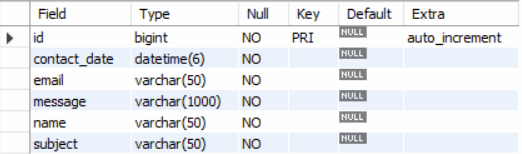 Field Type Null Key Default Extra
id bigint NO PRI NULL auto_increment
contact_date datetime(6) NO NULL
email varchar(50) NO NULL
message varchar(1000) NO NULL
name varchar(50) NO NULL
subject varchar(50) NO NULL